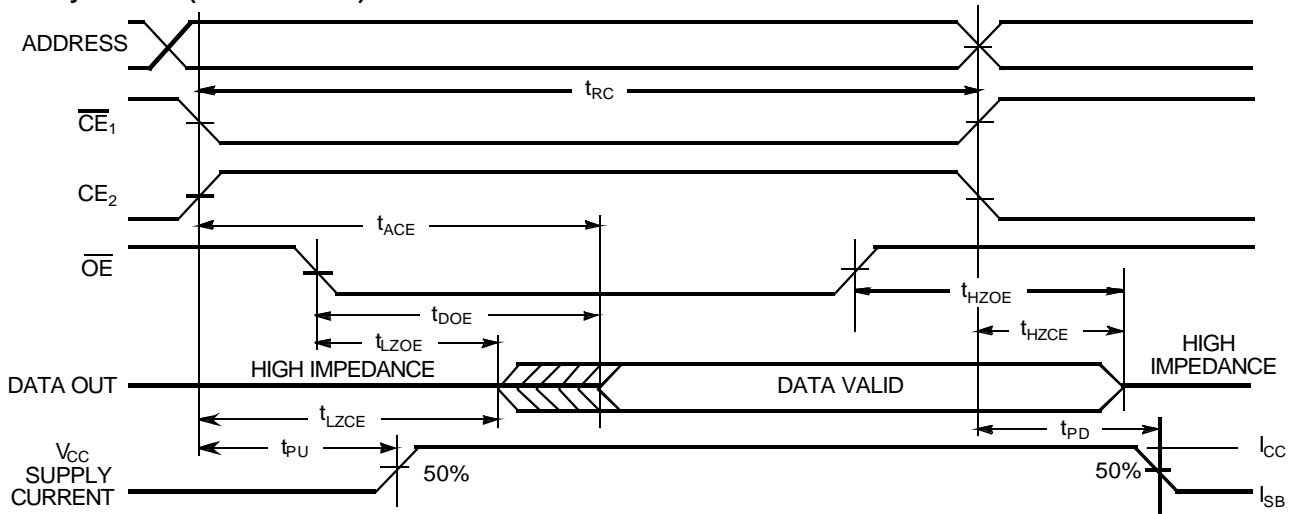 ADDRESS
tRC
CE1
CE2
tACE
OE
tHZOE
tDOE
tLZOE
tHZCE
HIGH IMPEDANCE
HIGH
IMPEDANCE
DATA OUT
DATA VALID
tLZCE
tPU
tPD
VCC
SUPPLY
CURRENT
50%
50%
ICC
ISB